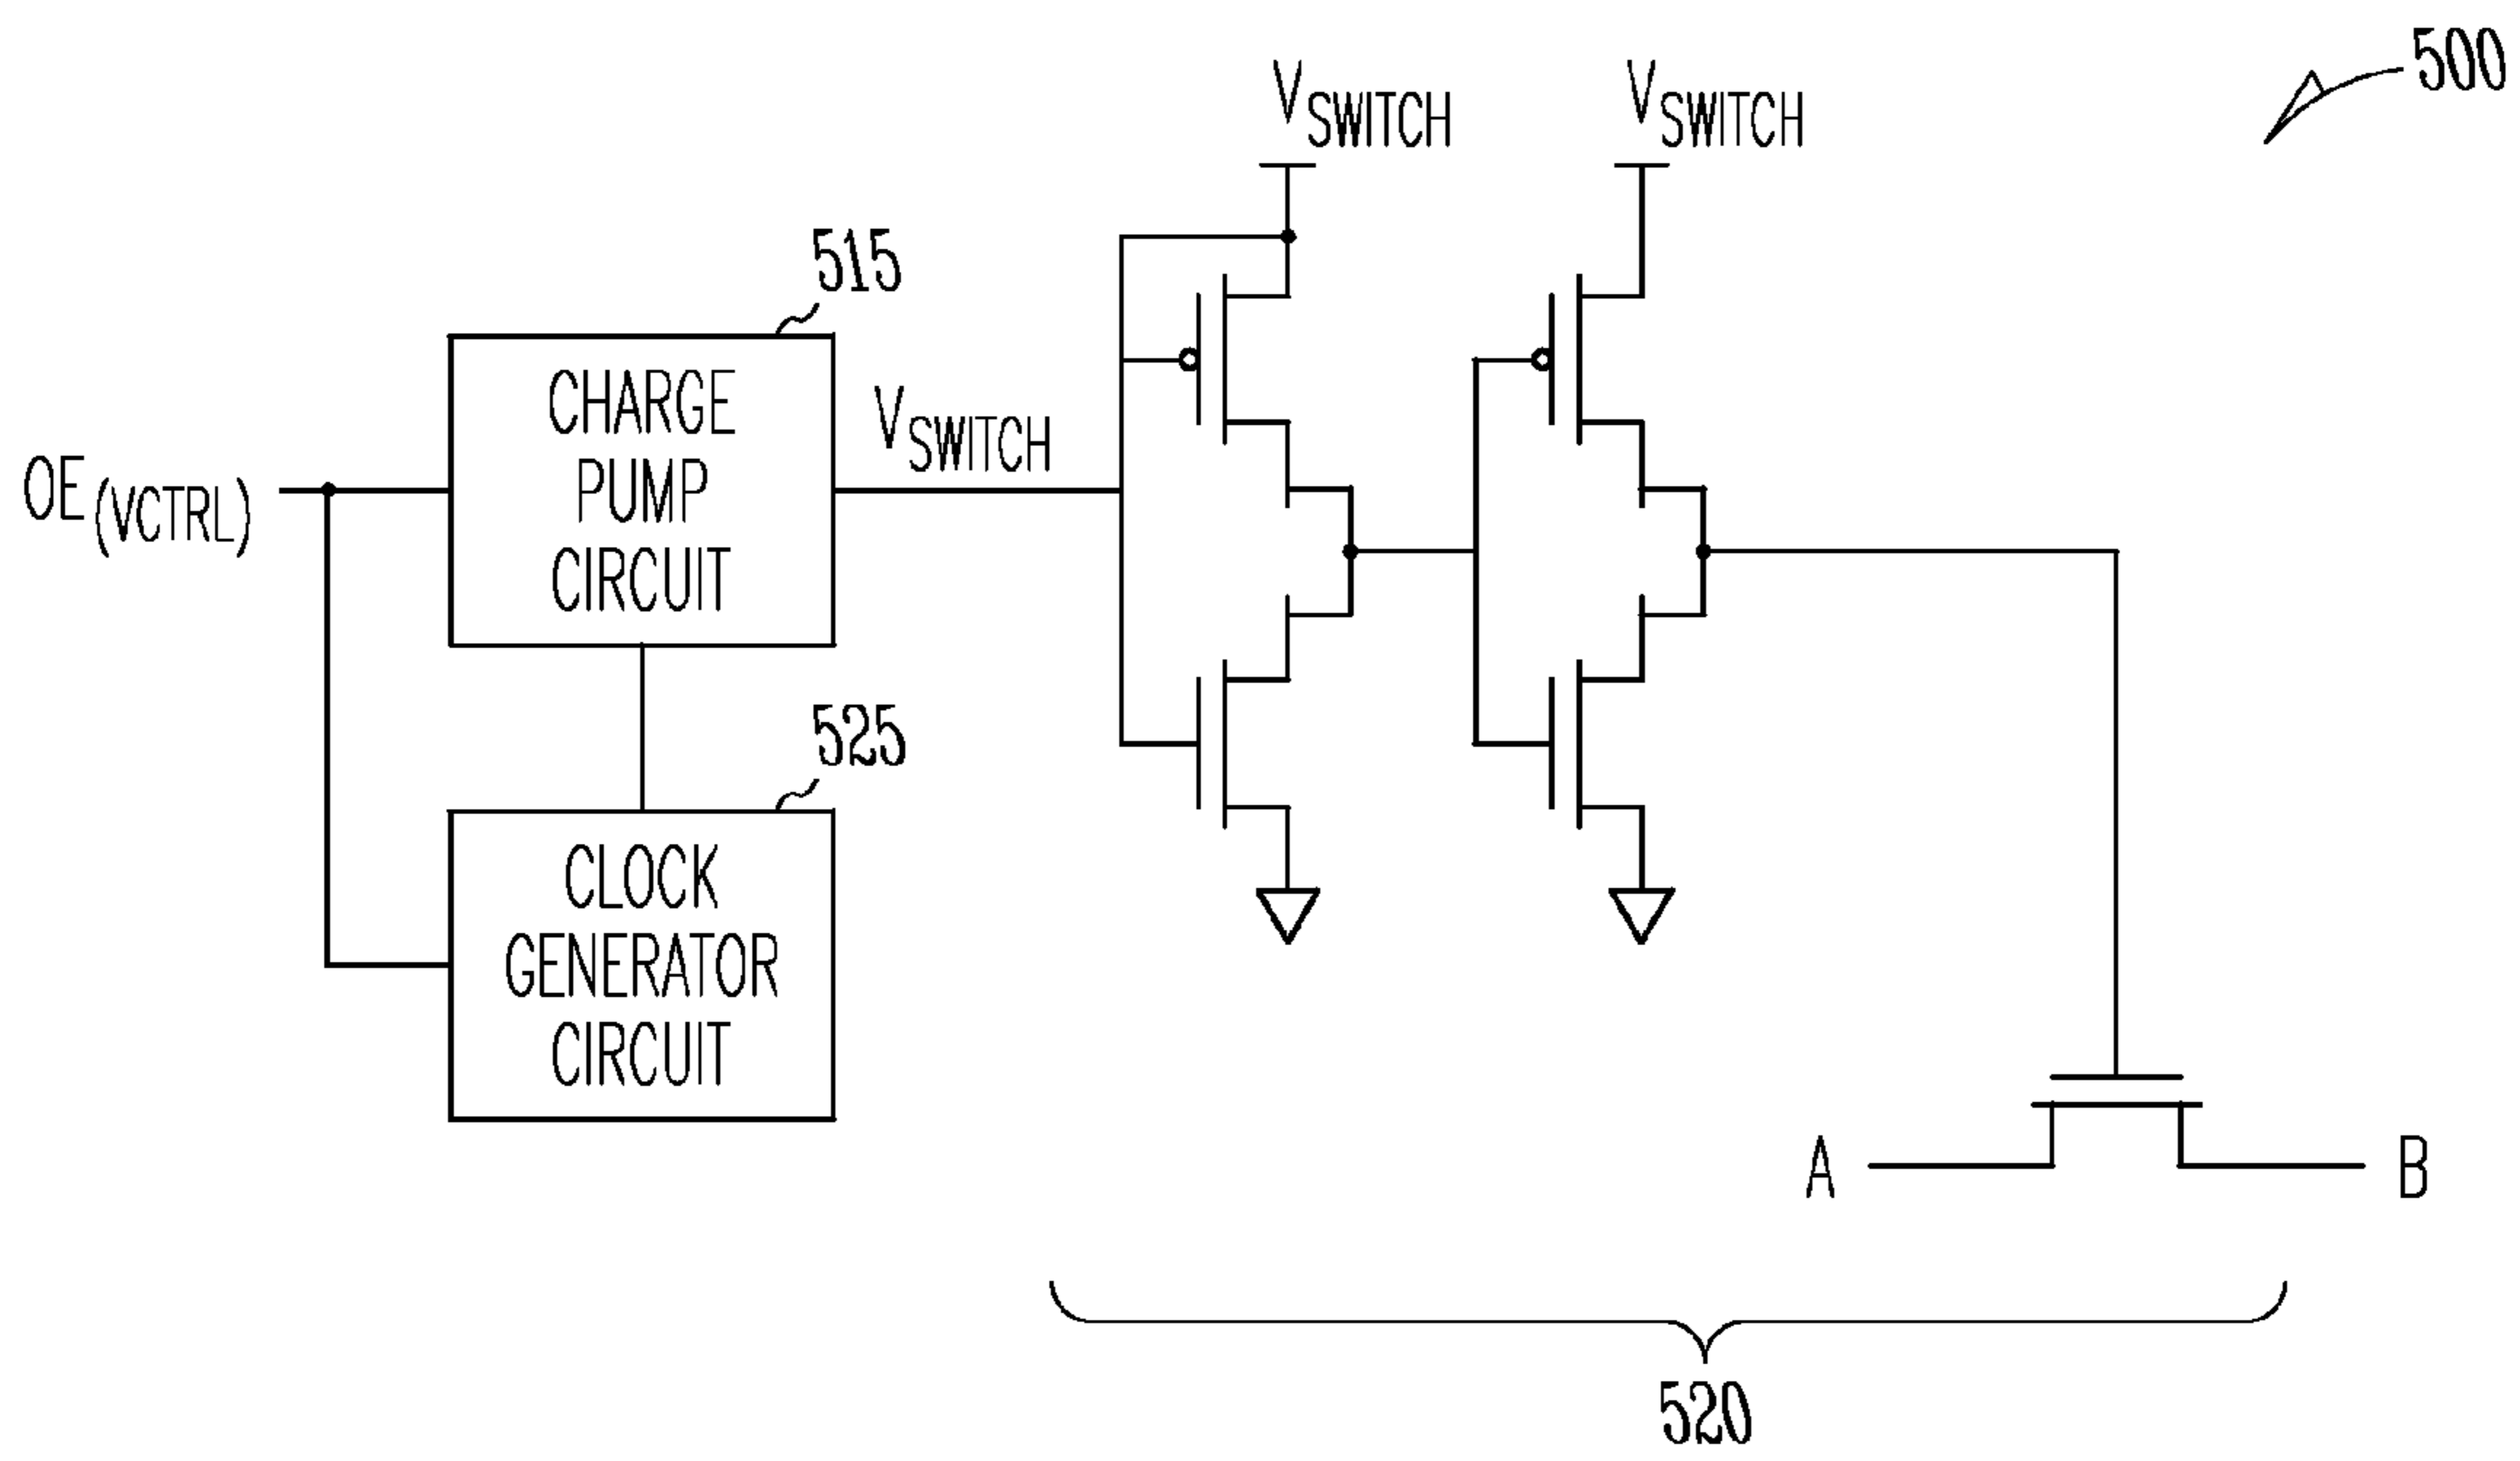 500
VSWITCH
VSWITCH
515
CHARGE
PUMP
CIRCUIT
VSWITCH
OE(VCTRL)
525
CLOCK
GENERATOR
CIRCUIT
A
B
520